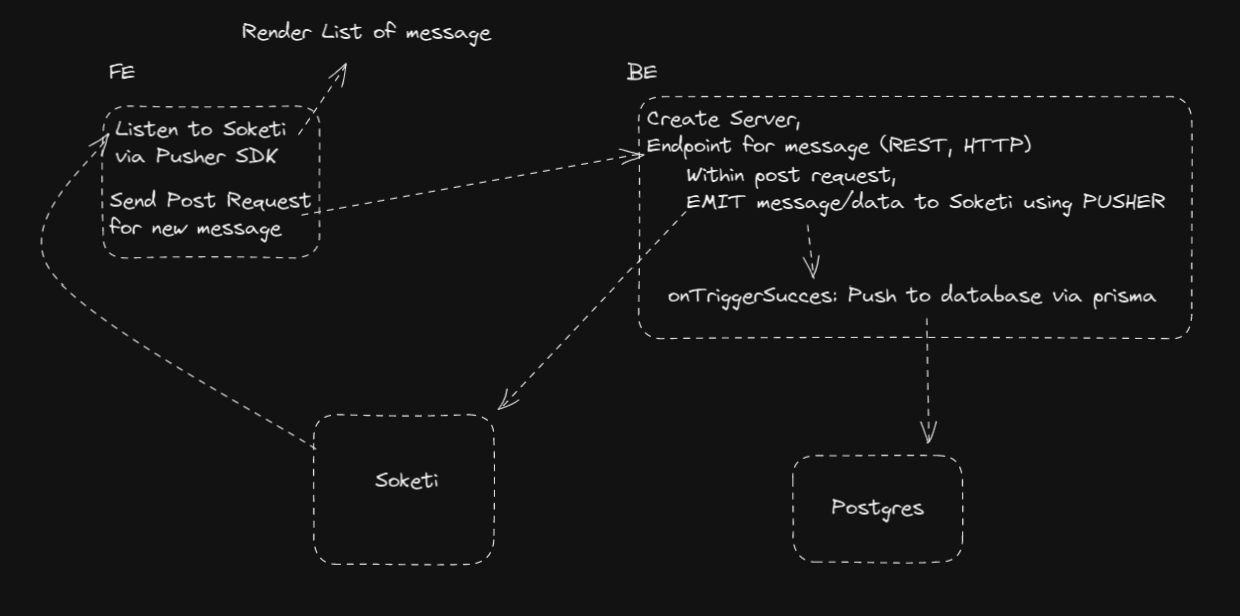 Render List of message
FE
BE
Listen to Soketi
via Pusher SDK
Send Post Request
for new message
Create Server,
Endpoint for message (REST, HTTP)
Within post request,
EMIT message/data to Soketi using PUSHER
onTriggerSucces: Push to database via prisma
Soketi
Postgres